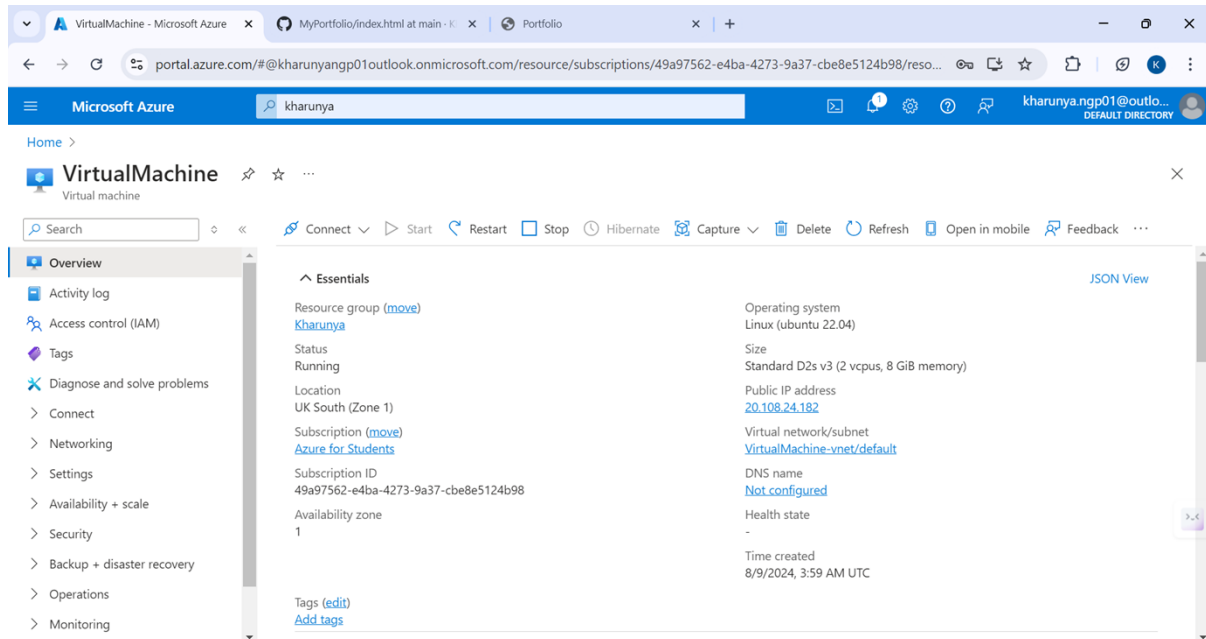 VirtualMachine - Microsoft Azure
MyPortfolio/index.html at main · K
Portfolio
portal.azure.com/#@kharunyangp01outlook.onmicrosoft.com/resource/subscriptions/49a97562-e4ba-4273-9a37-cbe8e5124b98/reso...
K
Microsoft Azure
kharunya
1
kharunya.ngp01@outlo...
DEFAULT DIRECTORY
Home >
VirtualMachine
Virtual machine
Search
Connect
Start
Restart
Stop
Hibernate
Capture
Delete
Refresh
Open in mobile
Feedback
Overview
Activity log
Access control (IAM)
Tags
Diagnose and solve problems
Connect
Networking
Settings
Availability + scale
Security
Backup + disaster recovery
Operations
Monitoring
Essentials
JSON View
Resource group (move)
Kharunya
Status
Running
Location
UK South (Zone 1)
Subscription (move)
Azure for Students
Subscription ID
49a97562-e4ba-4273-9a37-cbe8e5124b98
Availability zone
1
Operating system
Linux (ubuntu 22.04)
Size
Standard D2s v3 (2 vcpus, 8 GiB memory)
Public IP address
20.108.24.182
Virtual network/subnet
VirtualMachine-vnet/default
DNS name
Not configured
Health state
-
Time created
8/9/2024, 3:59 AM UTC
Tags (edit)
Add tags